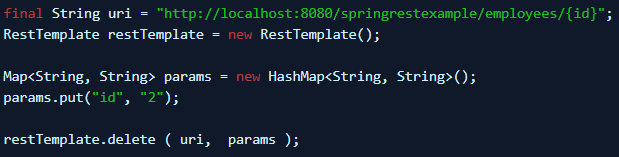 final String uri = "http://localhost:8080/springrestexample/employees/{id}";
RestTemplate restTemplate = new RestTemplate();
Map<String, String> params = new HashMap<String, String>();
params.put("id", "2");
restTemplate.delete ( uri,  params );